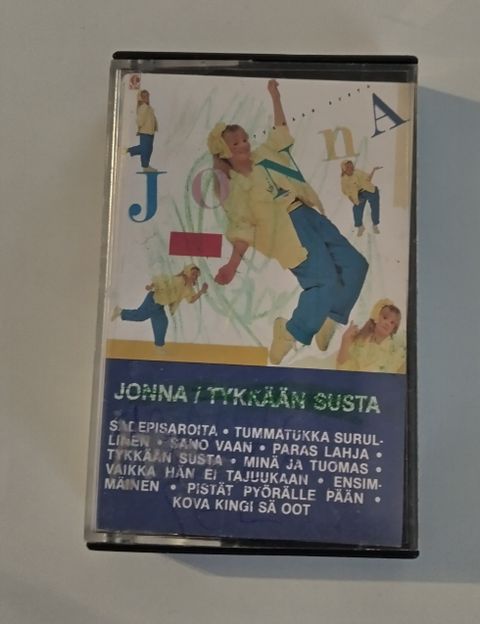 JonnA
JONNA / TYKKÄÄN SUSTA
SADEPISAROITA • TUMMATUKKA SURUL-
LINEN • SANO VAAN • PARAS LAHJA •
TYKKÄÄN SUSTA • MINÄ JA TUOMAS •
VAIKKA HÄN EI TAJUUKAAN • ENSIM-
MÄINEN • PISTÄT PYÖRÄLLE PÄÄN •
KOVA KINGI SÄ OOT